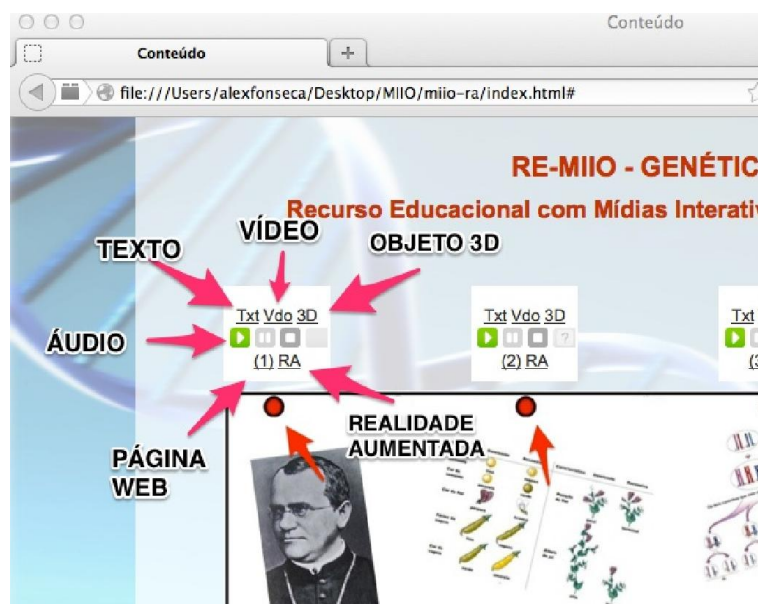 Conteúdo
Conteúdo
file:///Users/alexfonseca/Desktop/MIIO/miio-ra/index.html#
RE-MIIO - GENÉTIC
Recurso Educacional com Mídias Interativ
TEXTO
VÍDEO
OBJETO 3D
Txt Vdo 3D
Txt Vdo 3D
Txt
ÁUDIO
?
(1) RA
(2) RA
(3
PÁGINA
WEB
REALIDADE
AUMENTADA